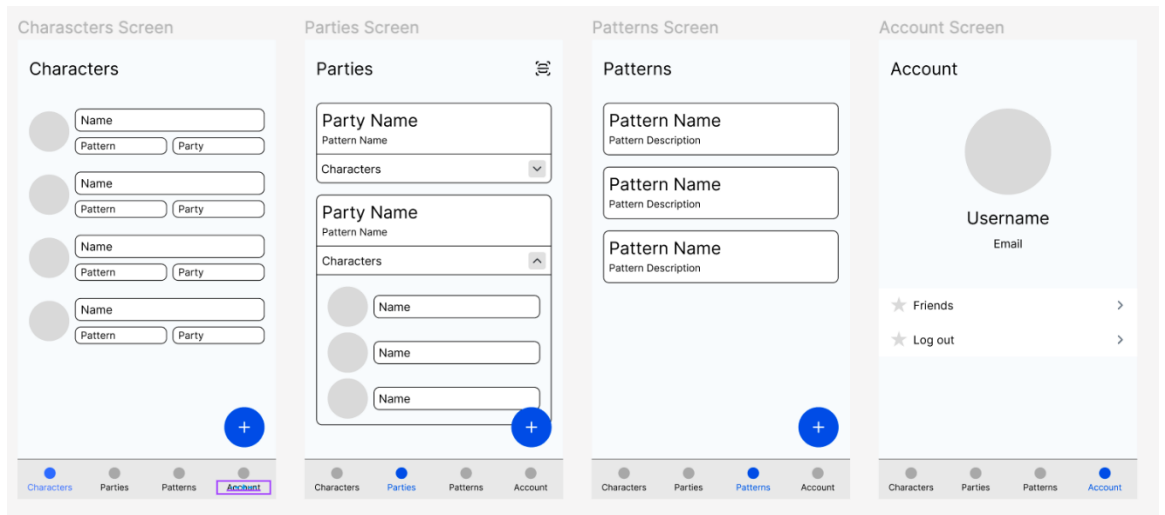 Charascters Screen
Characters
Name
Pattern Party
Name
Pattern Party
Name
Pattern Party
Name
Pattern Party
+
Characters Parties Patterns Account
Parties Screen
Parties
Party Name
Pattern Name
Characters
Party Name
Pattern Name
Characters
Name
Name
Name
+
Characters Parties Patterns Account
Patterns Screen
Patterns
Pattern Name
Pattern Description
Pattern Name
Pattern Description
Pattern Name
Pattern Description
+
Characters Parties Patterns Account
Account Screen
Account
Username
Email
Friends
Log out
Characters Parties Patterns Account